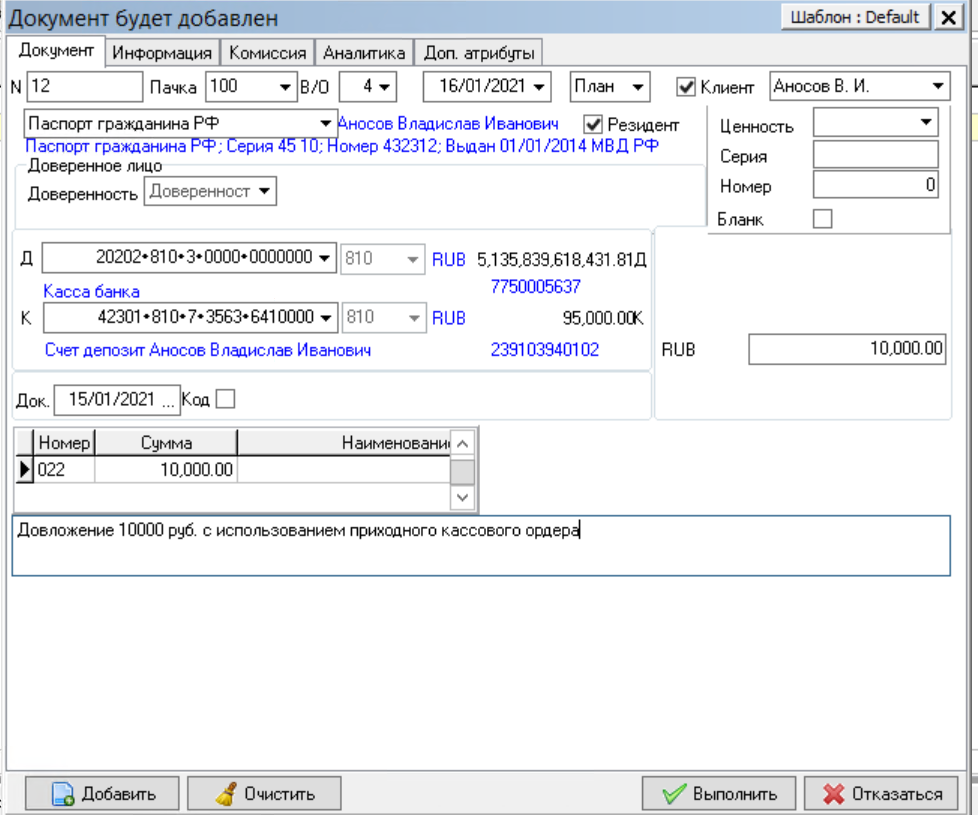 Документ будет добавлен Шаблон : Default
Документ Информация Комиссия Аналитика Доп. атрибуты
N 12 Пачка 100 В/О 4 16/01/2021 План Клиент Аносов В. И.
Паспорт гражданина РФ Аносов Владислав Иванович Резидент Ценность
Паспорт гражданина РФ; Серия 45 10; Номер 432312; Выдан 01/01/2014 МВД РФ
Серия
Доверенное лицо
Доверенность Доверенност Номер 0
Бланк
Д 20202•810•3•0000•0000000 810 RUB 5,135,839,618,431.81Д
Касса банка 7750005637
К 42301•810•7•3563•6410000 810 RUB 95,000.00К
Счет депозит Аносов Владислав Иванович 239103940102 RUB 10,000.00
Док. 15/01/2021 ... Код
Номер Сумма Наименовани
022 10,000.00
Довложение 10000 руб. с использованием приходного кассового ордера
Добавить Очистить Выполнить Отказаться